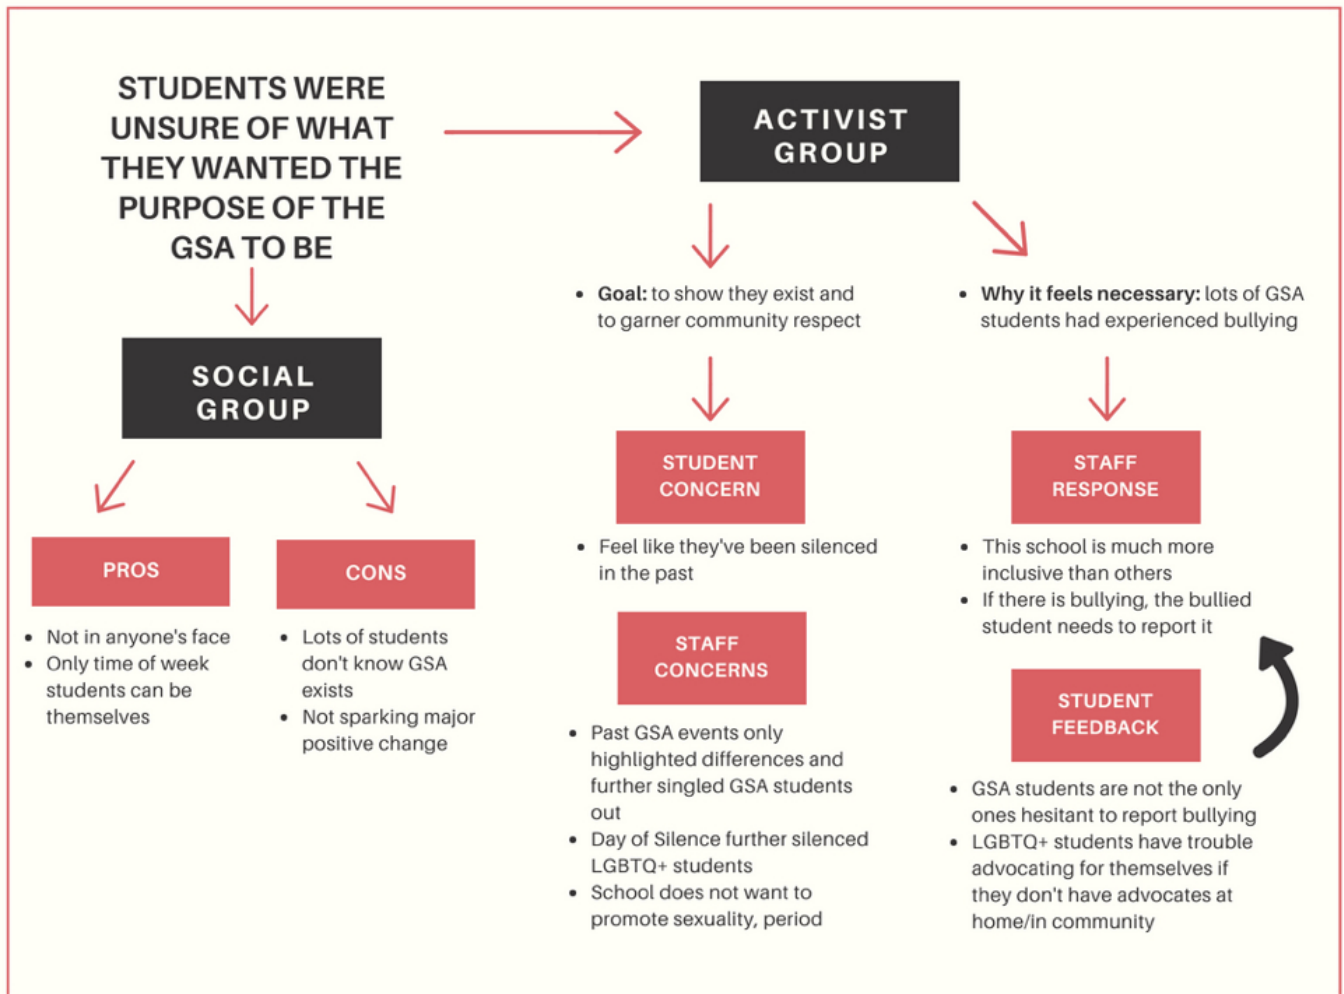 STUDENTS WERE
UNSURE OF WHAT
THEY WANTED THE
PURPOSE OF THE
GSA TO BE
SOCIAL
GROUP
PROS
• Not in anyone's face
• Only time of week
students can be
themselves
CONS
• Lots of students
don't know GSA
exists
• Not sparking major
positive change
ACTIVIST
GROUP
• Goal: to show they exist and
to garner community respect
STUDENT
CONCERN
• Feel like they've been silenced
in the past
STAFF
CONCERNS
• Past GSA events only
highlighted differences and
further singled GSA students
out
• Day of Silence further silenced
LGBTQ+ students
• School does not want to
promote sexuality, period
• Why it feels necessary: lots of GSA
students had experienced bullying
STAFF
RESPONSE
• This school is much more
inclusive than others
• If there is bullying, the bullied
student needs to report it
STUDENT
FEEDBACK
• GSA students are not the only
ones hesitant to report bullying
• LGBTQ+ students have trouble
advocating for themselves if
they don't have advocates at
home/in community